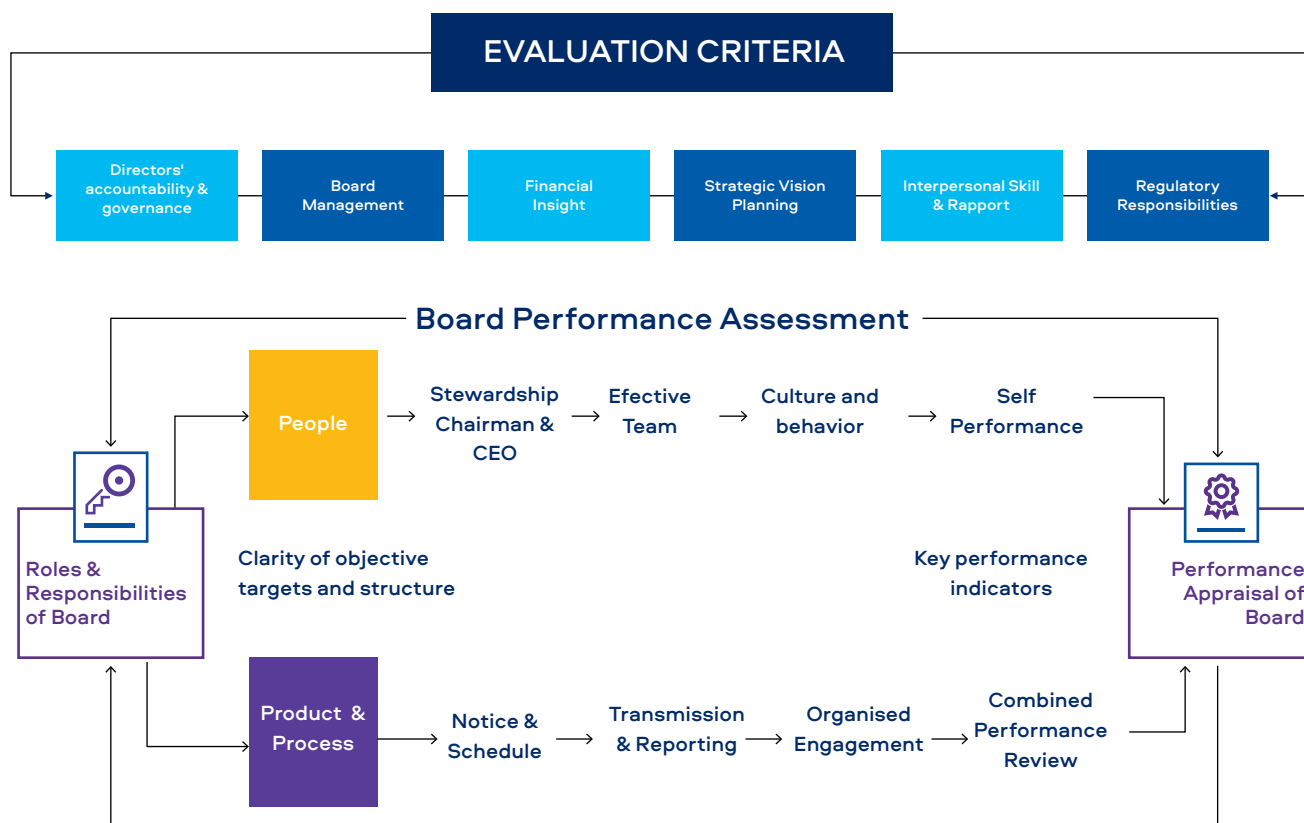 EVALUATION CRITERIA
Directors'
accountability &
governance
Board
Management
Financial
Insight
Strategic Vision
Planning
Interpersonal Skill
& Rapport
Regulatory
Responsibilities
Board Performance Assessment
People
Stewardship
Chairman &
CEO
Efective
Team
Culture and
behavior
Self
Performance
Roles &
Responsibilities
of Board
Clarity of objective
targets and structure
Key performance
indicators
Performance
Appraisal of
Board
Product &
Process
Notice &
Schedule
Transmission
& Reporting
Organised
Engagement
Combined
Performance
Review